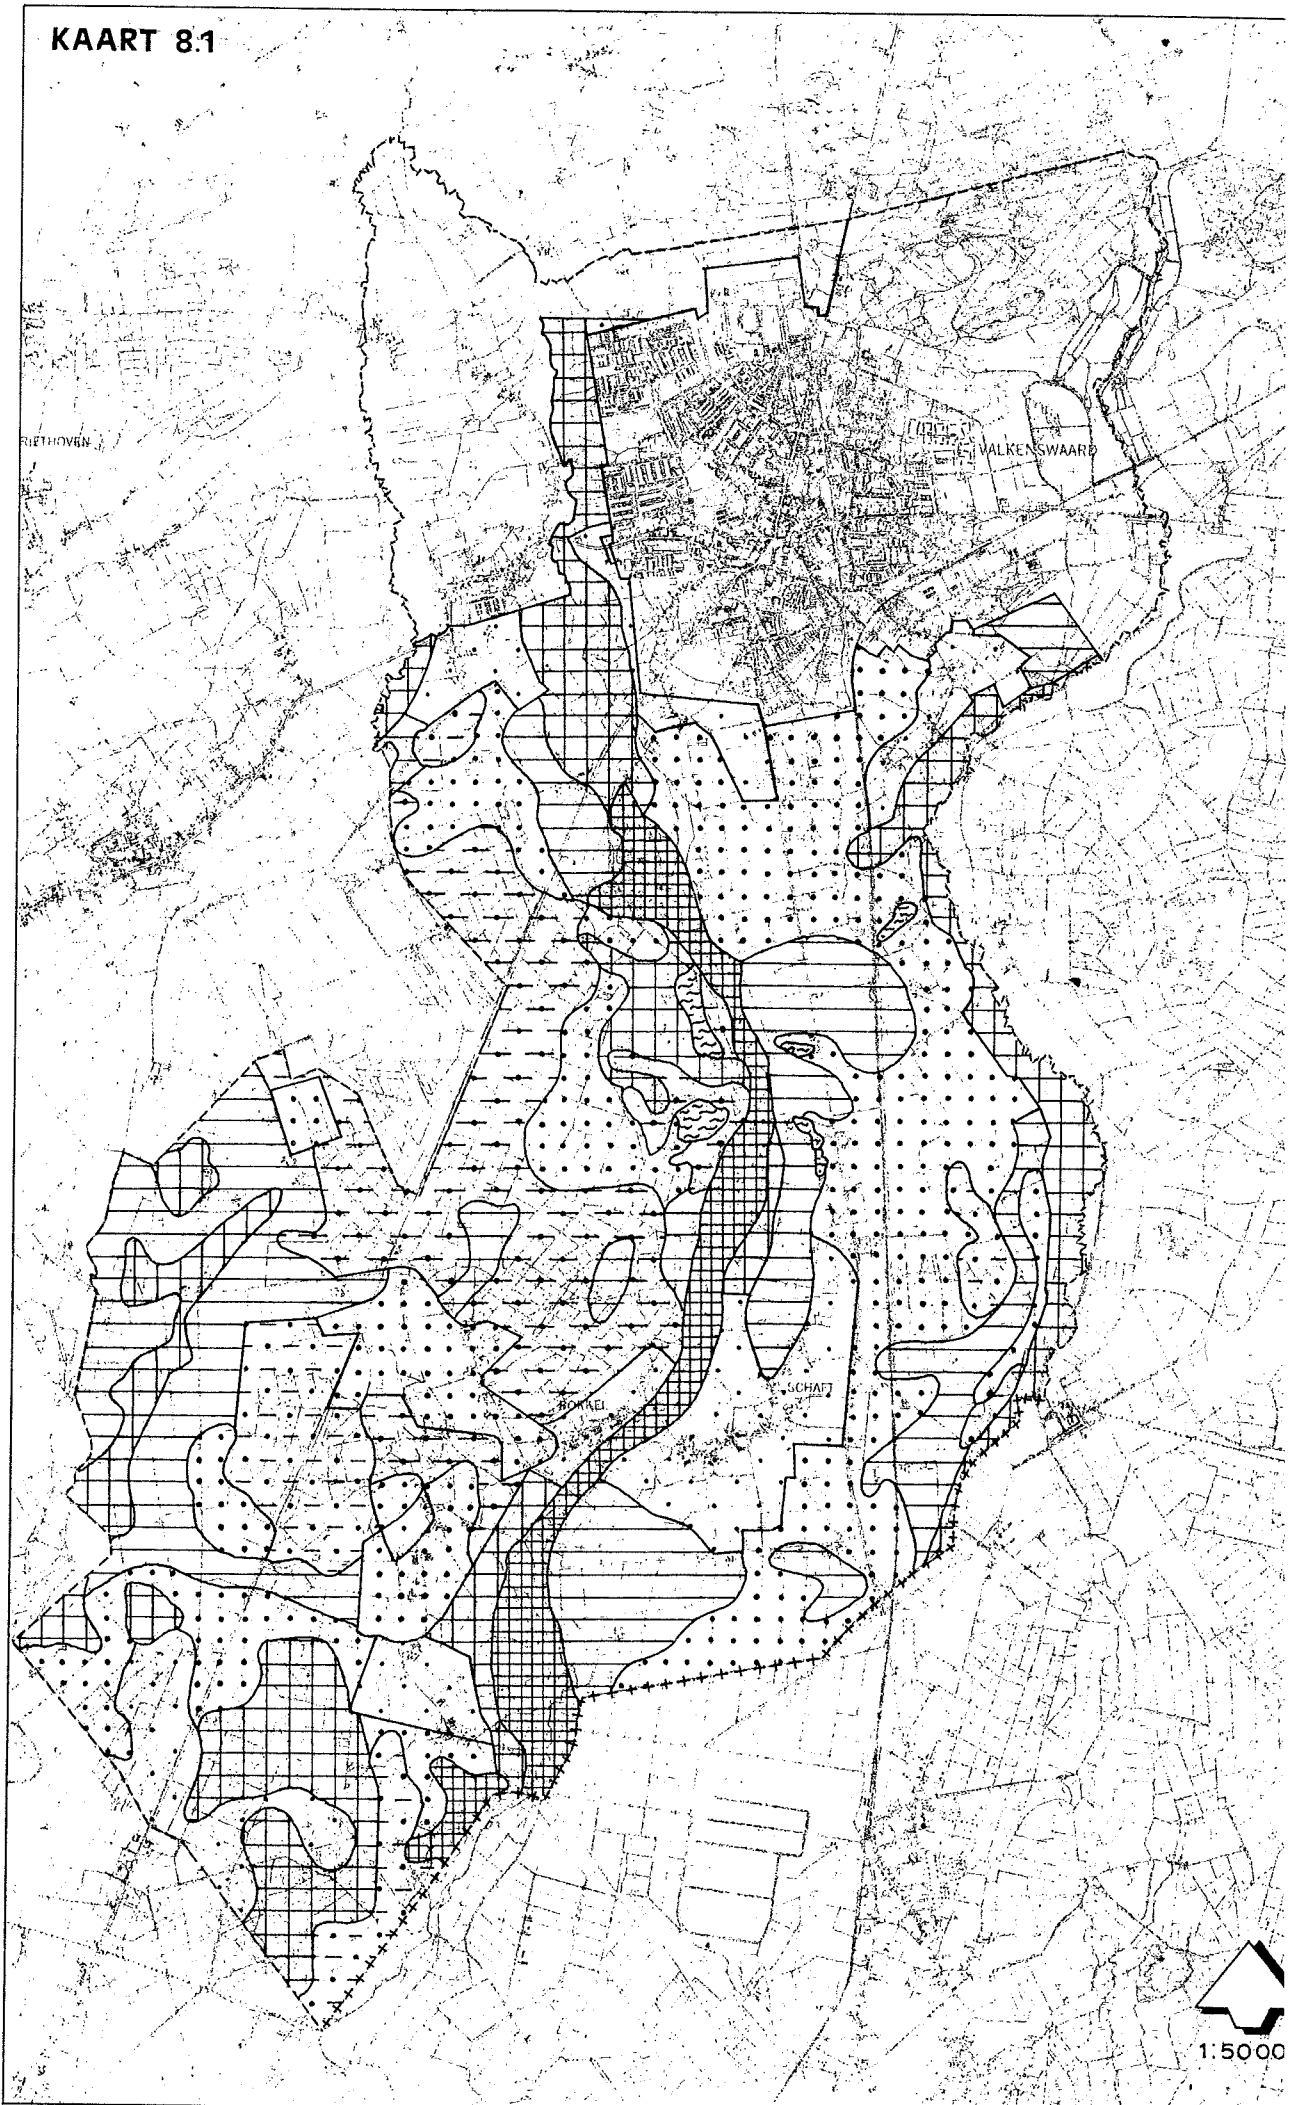 KAART 8.1
RIETHOVEN
VALKENSWAARD
SCHAFT
BORKEL
1:5000